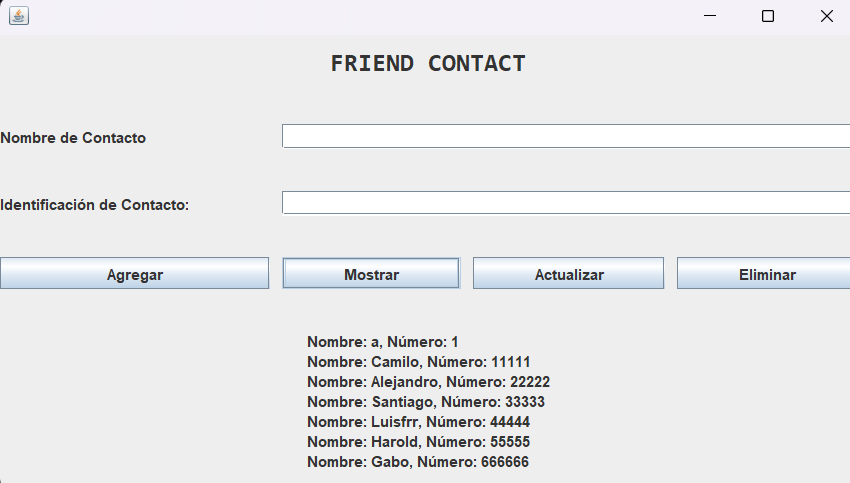 FRIEND CONTACT
Nombre de Contacto
Identificación de Contacto:
Agregar Mostrar Actualizar Eliminar
Nombre: a, Número: 1
Nombre: Camilo, Número: 11111
Nombre: Alejandro, Número: 22222
Nombre: Santiago, Número: 33333
Nombre: Luisfrr, Número: 44444
Nombre: Harold, Número: 55555
Nombre: Gabo, Número: 666666